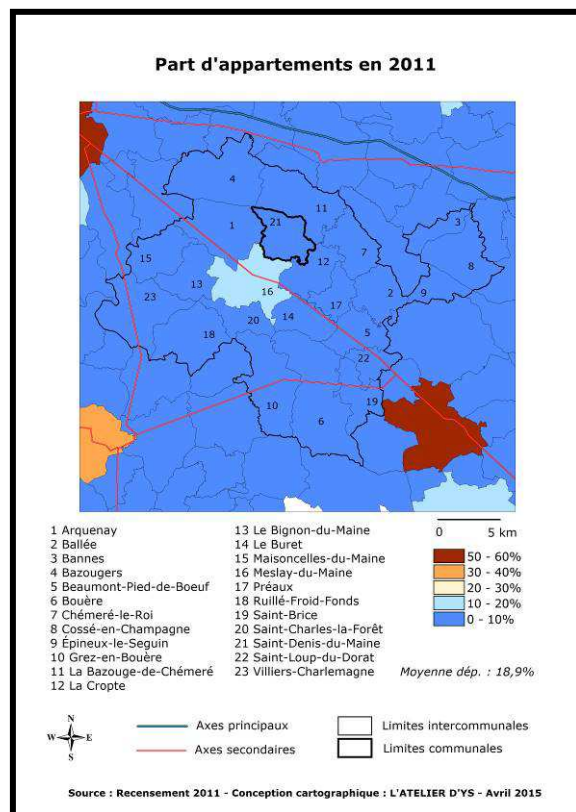 Part d'appartements en 2011
4
11
3
1
21
7
8
12
15
13
16
2
9
23
17
20
14
18
5
22
10
6
19
0 5 km
1 Arquenay
2 Ballée
3 Bannes
4 Bazougers
5 Beaumont-Pied-de-Boeuf
6 Bouère
7 Chémeré-le-Roi
8 Cossé-en-Champagne
9 Épineux-le-Seguin
10 Grez-en-Bouère
11 La Bazouge-de-Chémeré
12 La Cropte
13 Le Bignon-du-Maine
14 Le Buret
15 Maisoncelles-du-Maine
16 Meslay-du-Maine
17 Préaux
18 Ruillé-Froid-Fonds
19 Saint-Brice
20 Saint-Charles-la-Forêt
21 Saint-Denis-du-Maine
22 Saint-Loup-du-Dorat
23 Villiers-Charlemagne
50 - 60%
30 - 40%
20 - 30%
10 - 20%
0 - 10%
Moyenne dép. : 18,9%
N
W E
S
Axes principaux
Axes secondaires
Limites intercommunales
Limites communales
Source : Recensement 2011 - Conception cartographique : L'ATELIER D'YS - Avril 2015